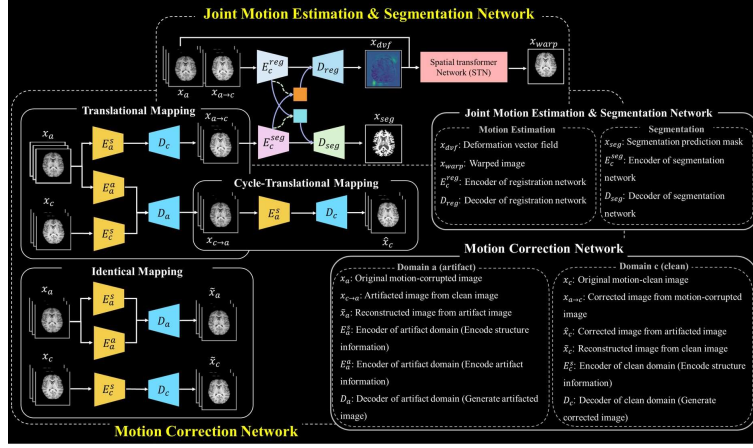 Joint Motion Estimation & Segmentation Network
x_a
x_{a→c}
E_c^{reg}
D_{reg}
x_{dvf}
Spatial transformer
Network (STN)
x_{warp}
Translational Mapping
x_a
E_a^s
D_c
x_{a→c}
E_c^{seg}
D_{seg}
x_{seg}
E_a^a
x_c
E_c^s
D_a
Cycle-Translational Mapping
x_{c→a}
E_a^s
D_c
x̂_c
Identical Mapping
x_a
E_a^s
E_a^a
D_a
x̄_a
x_c
E_c^s
D_c
x̄_c
Motion Correction Network
Joint Motion Estimation & Segmentation Network
Motion Estimation
x_{dvf}: Deformation vector
field
x_{warp}: Warped image
E_c^{reg}: Encoder of registration network
D_{reg}: Decoder of registration network
Segmentation
x_{seg}: Segmentation prediction mask
E_c^{seg}: Encoder of segmentation
network
D_{seg}: Decoder of segmentation
network
Motion Correction Network
Domain a (artifact)
x_a: Original motion-corrupted image
x_{c→a}: Artifacted image from clean image
x̄_a: Reconstructed image from artifact image
E_a^s: Encoder of artifact domain (Encode structure
information)
E_a^a: Encoder of artifact domain (Encode artifact
information)
D_a: Decoder of artifact domain (Generate artifacted
image)
Domain c (clean)
x_c: Original motion-clean image
x_{a→c}: Corrected image from motion-corrupted
image
x̂_c: Corrected image from artifacted image
x̄_c: Reconstructed image from clean image
E_c^s: Encoder of clean domain (Encode structure
information)
D_c: Decoder of clean domain (Generate
corrected image)